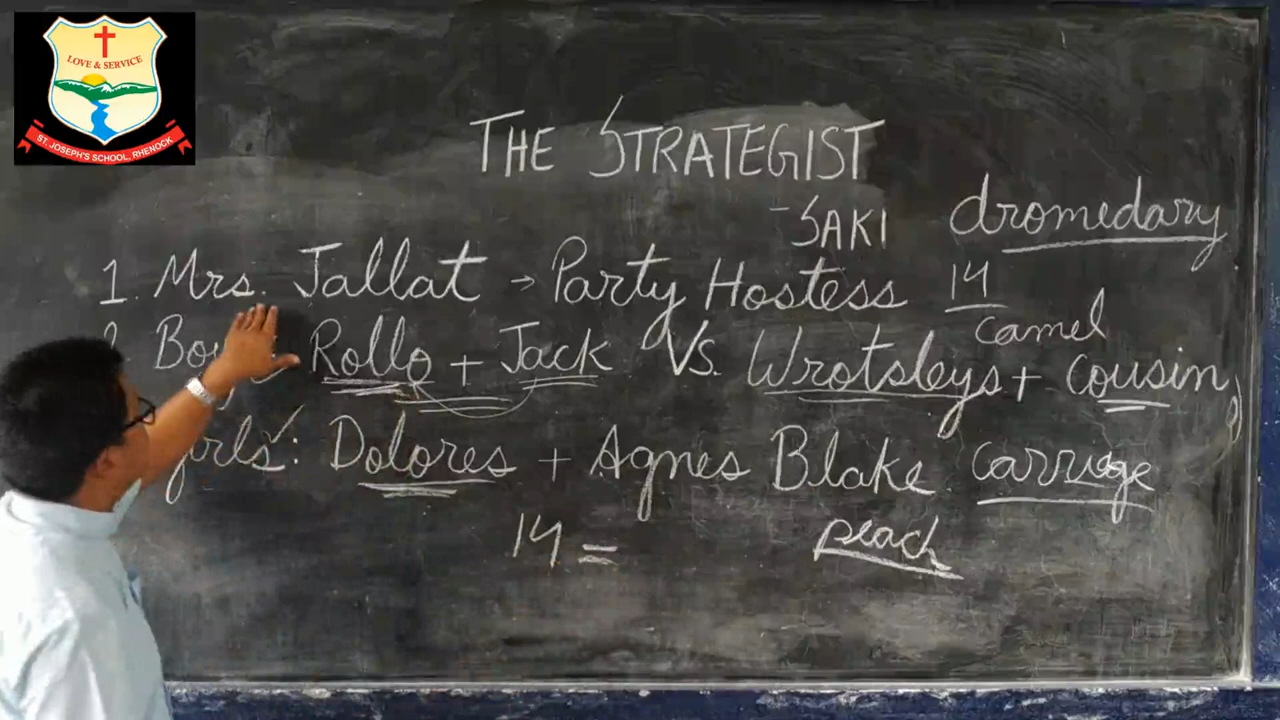 LOVE & SERVICE
ST. JOSEPH'S SCHOOL, RHENOCK
THE STRATEGIST
- SAKI
dromedary
1. Mrs. Jallat → Party Hostess 14
camel
Rollo + Jack Vs. Wrotsleys + cousin
Dolores + Agnes Blake carriage
14 =
peach